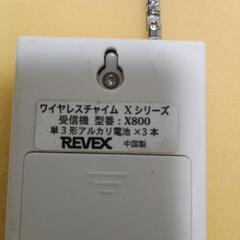 ワイヤレスチャイム Xシリーズ
受信機 型番：X800
単3形アルカリ電池×3本
REVEX 中国製